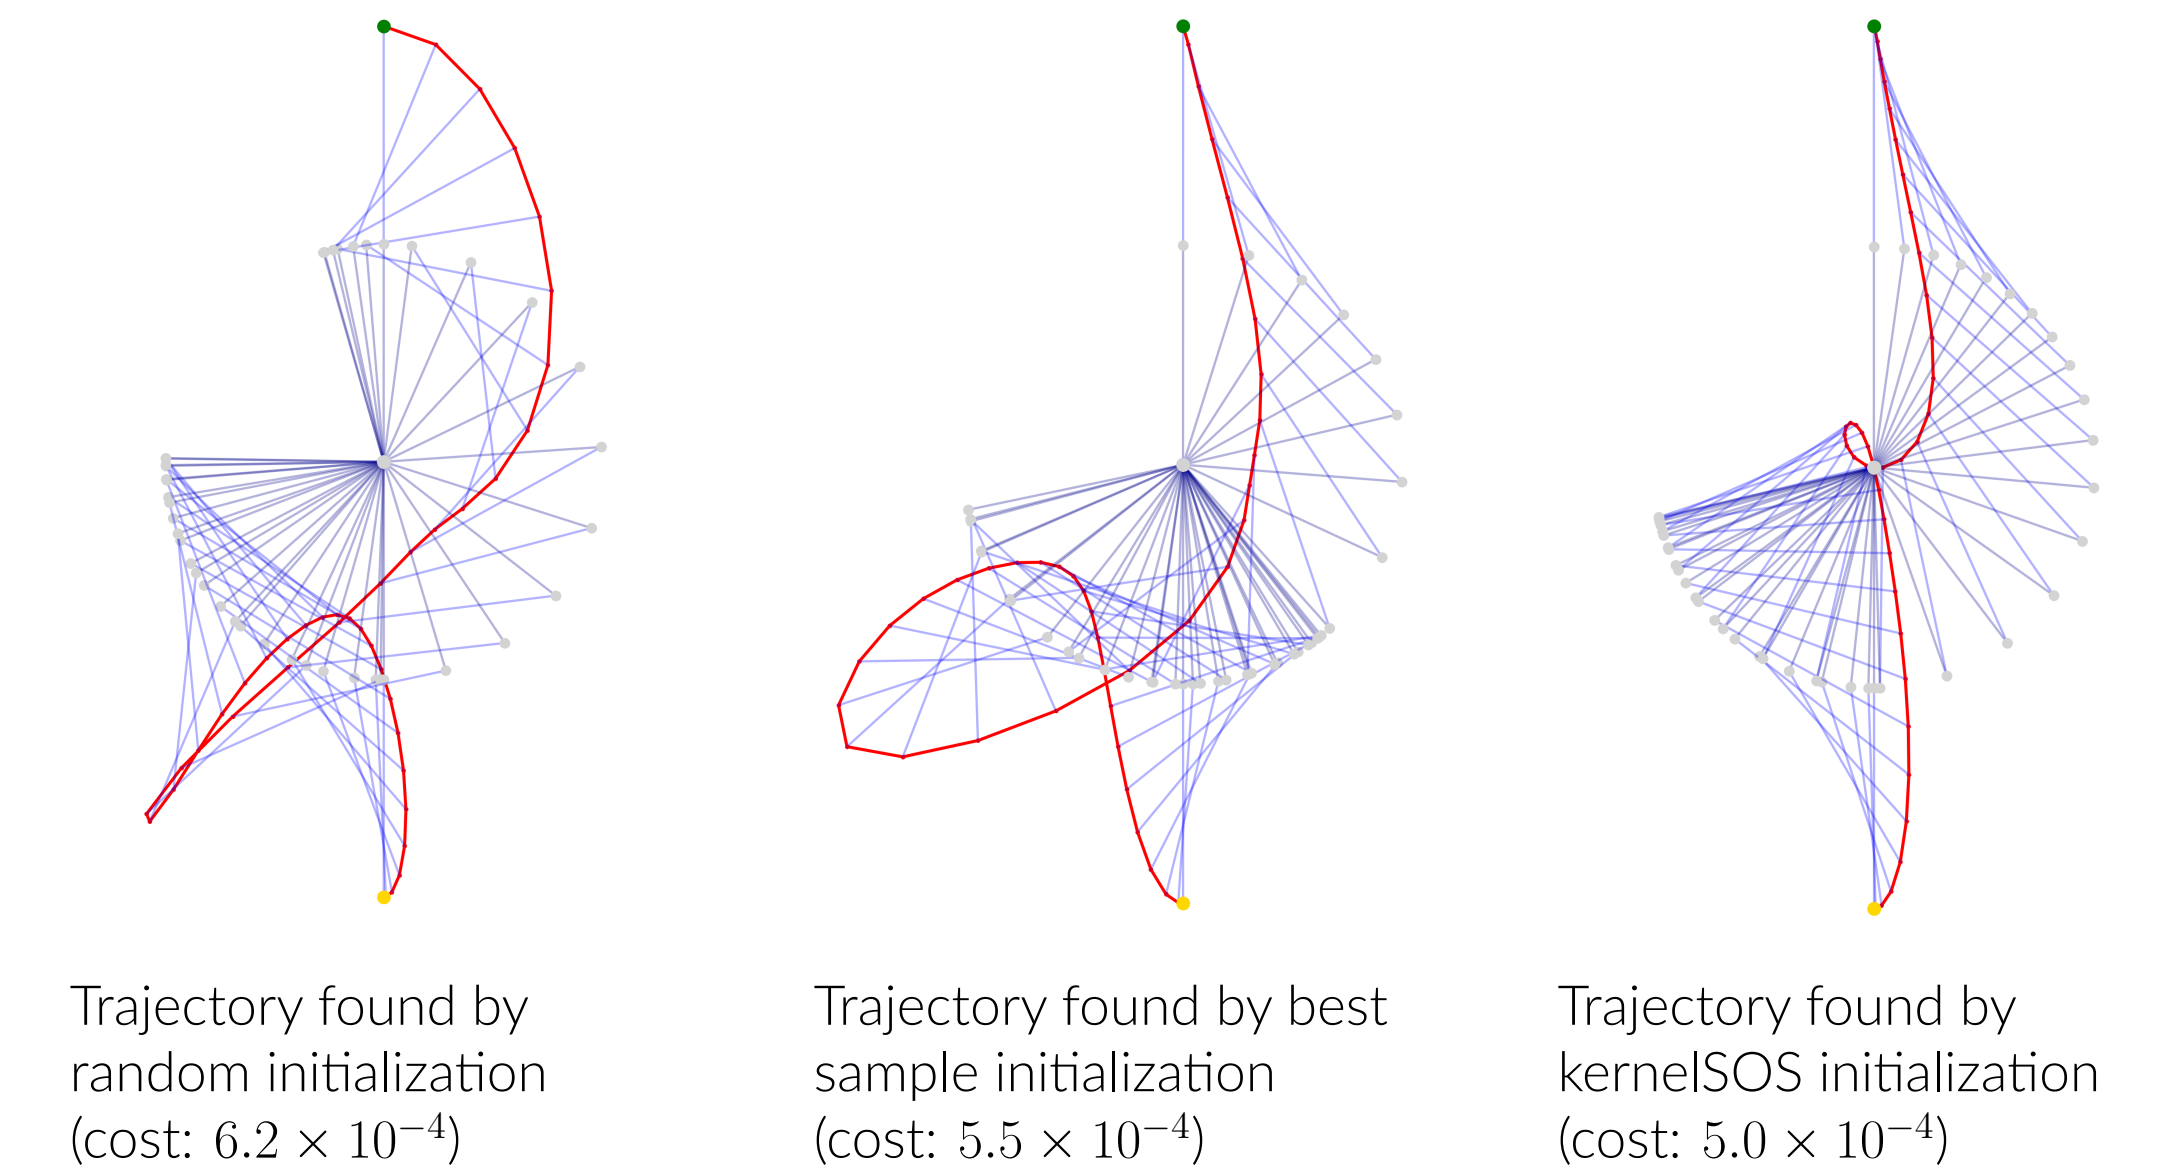 Trajectory found by
random initialization
(cost: 6.2 × 10⁻⁴)
Trajectory found by best
sample initialization
(cost: 5.5 × 10⁻⁴)
Trajectory found by
kernelSOS initialization
(cost: 5.0 × 10⁻⁴)